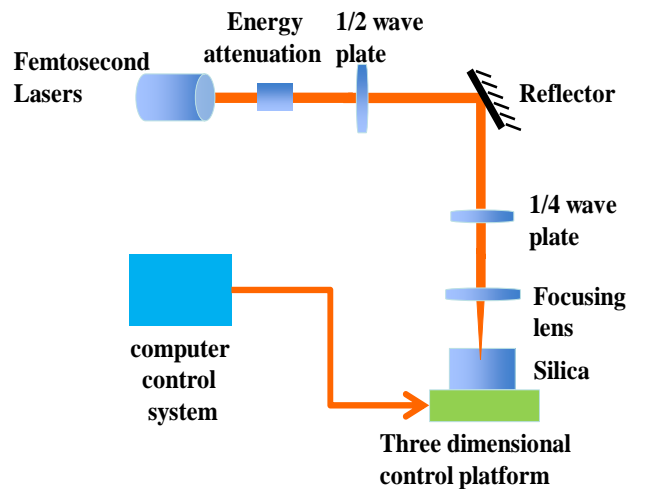 Femtosecond
Lasers
Energy
attenuation
1/2 wave
plate
Reflector
1/4 wave
plate
Focusing
lens
Silica
computer
control
system
Three dimensional
control platform